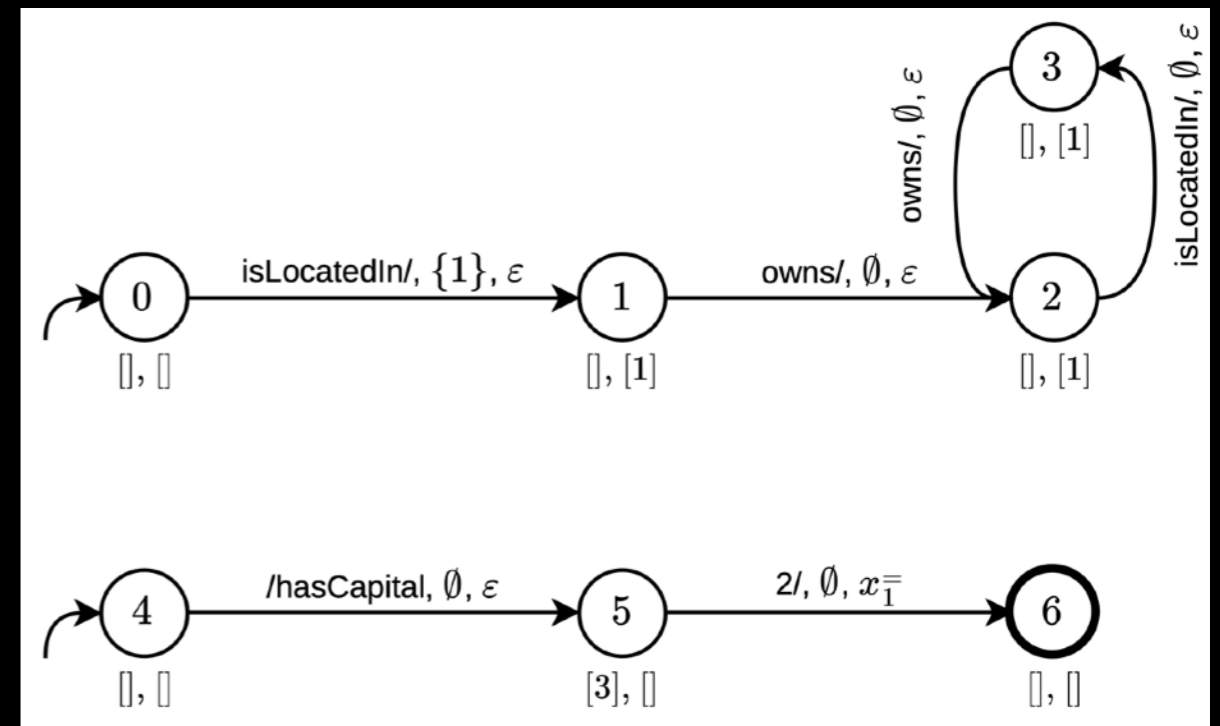 3
[], [1]
owns/, ∅, ε
isLocatedIn/, ∅, ε
0
isLocatedIn/, {1}, ε
1
owns/, ∅, ε
2
[], []
[], [1]
[], [1]
4
/hasCapital, ∅, ε
5
2/, ∅, x₁⁼
6
[], []
[3], []
[], []